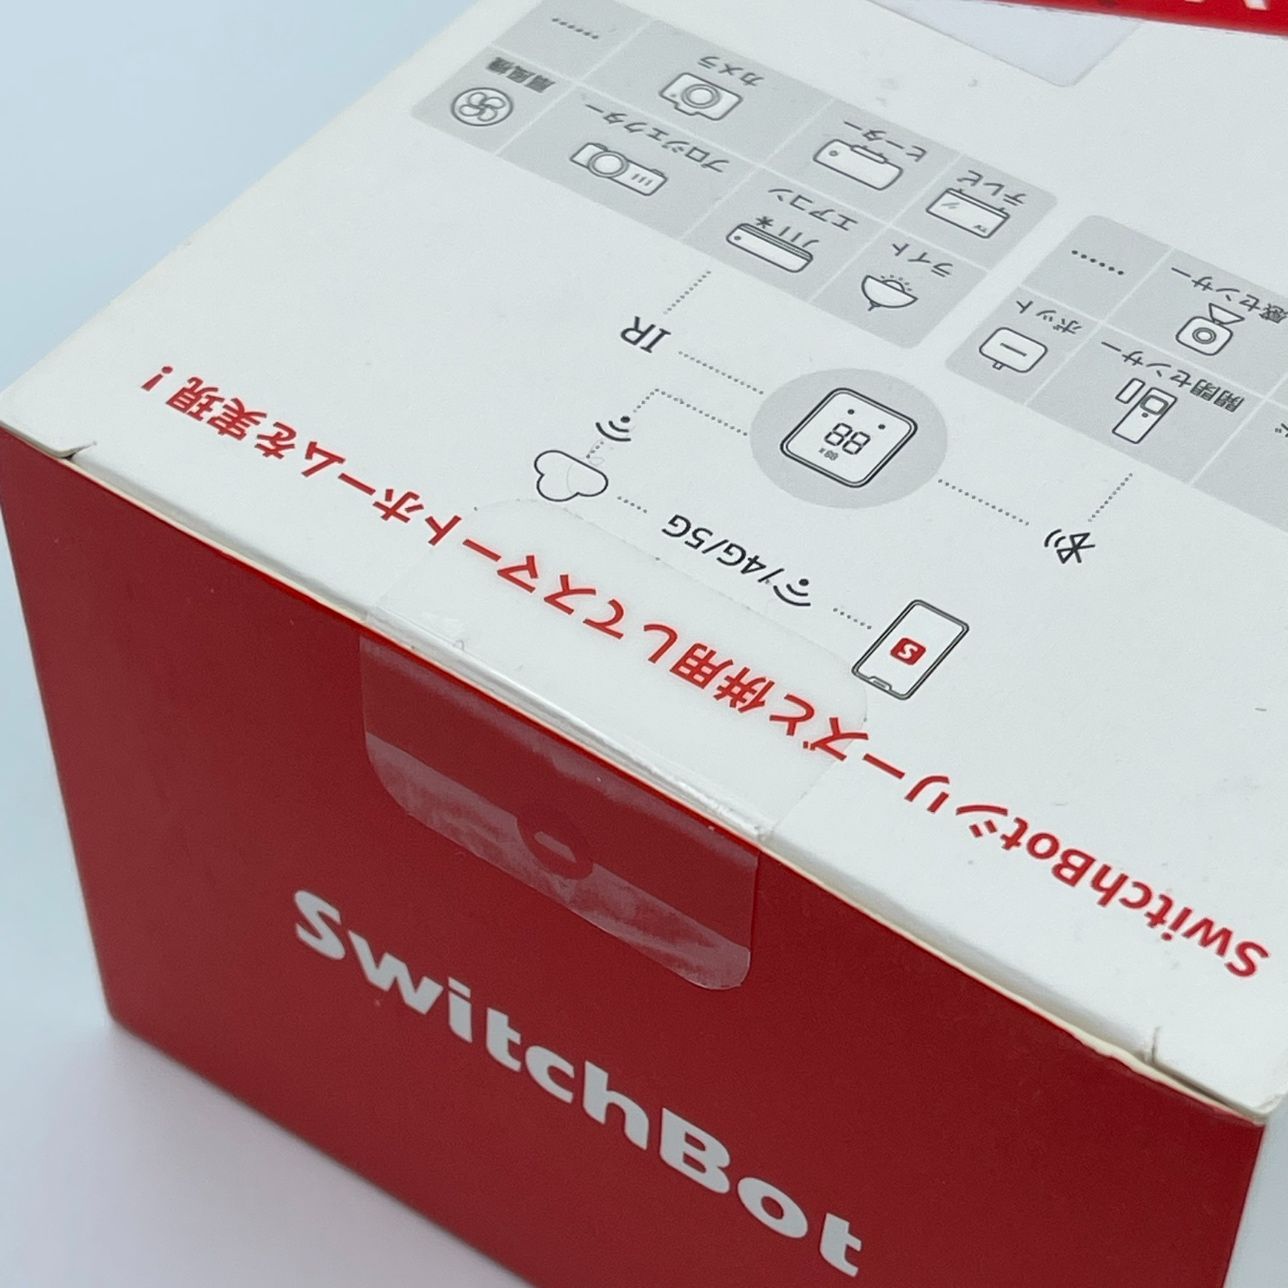 SwitchBotシリーズと併用してスマートホームを実現！
/4G/5G
IR
ライト
エアコン
プロジェクター
扇風機
テレビ
ヒーター
カメラ
......
開閉センサー
ボット
感センサー
......
SwitchBot